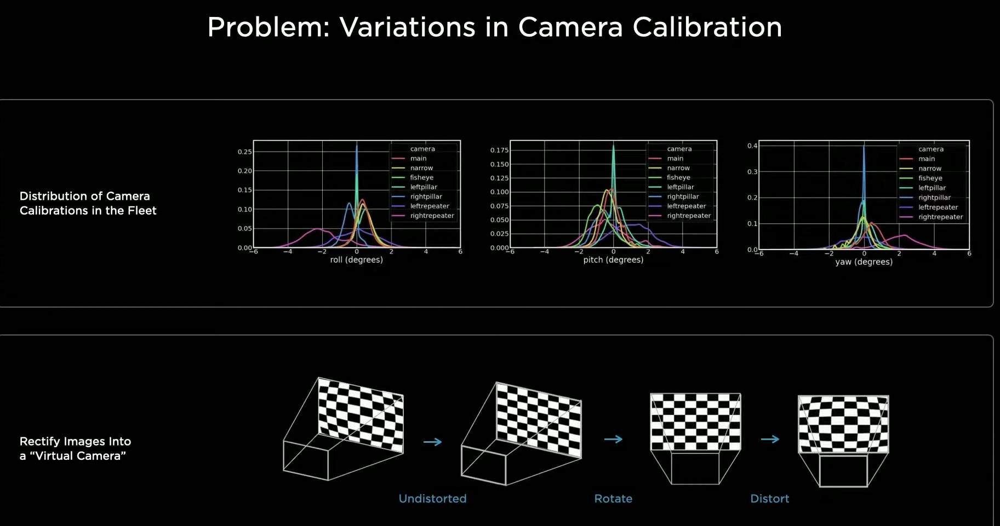 Problem: Variations in Camera Calibration
Distribution of Camera
Calibrations in the Fleet
0.25
0.20
0.15
0.10
0.05
0.00
−6 −4 −2 0 2 4 6
roll (degrees)
camera
main
narrow
fisheye
leftpillar
rightpillar
leftrepeater
rightrepeater
0.175
0.150
0.125
0.100
0.075
0.050
0.025
0.000
−6 −4 −2 0 2 4 6
pitch (degrees)
camera
main
narrow
fisheye
leftpillar
rightpillar
leftrepeater
rightrepeater
0.4
0.3
0.2
0.1
0.0
−6 −4 −2 0 2 4 6
yaw (degrees)
camera
main
narrow
fisheye
leftpillar
rightpillar
leftrepeater
rightrepeater
Rectify Images Into
a “Virtual Camera”
Undistorted
Rotate
Distort